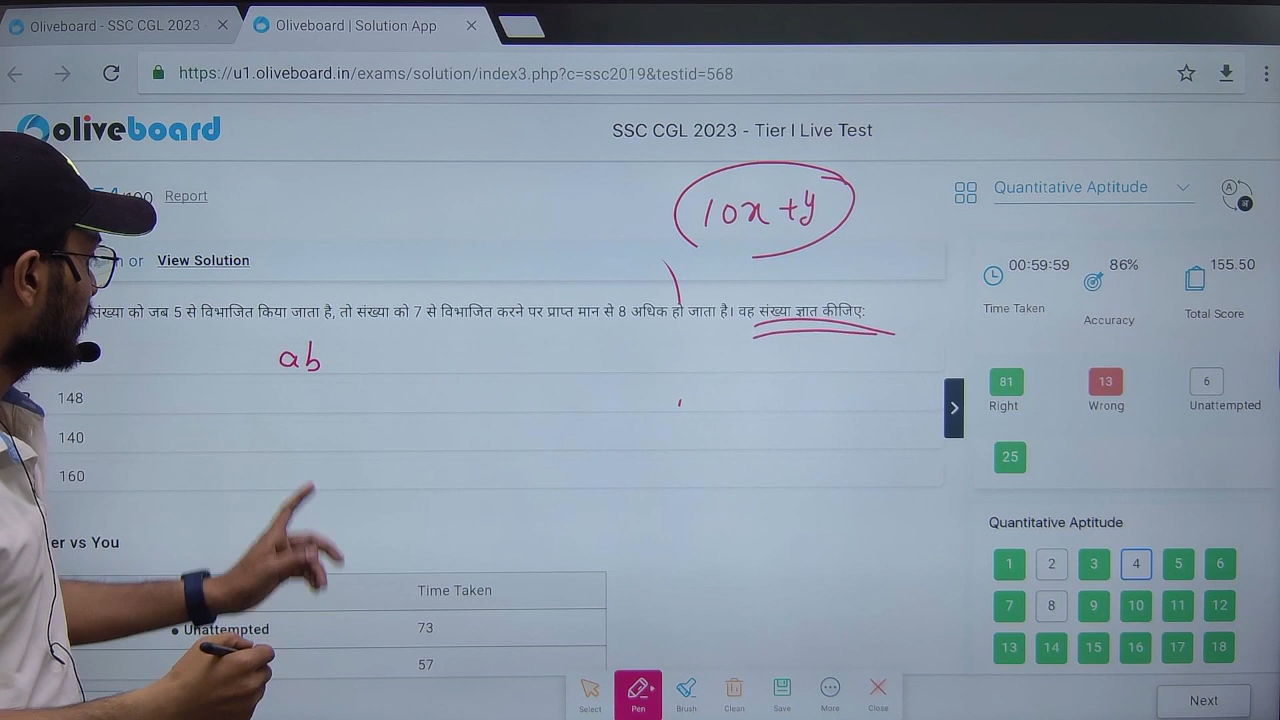 Oliveboard - SSC CGL 2023
Oliveboard | Solution App
https://u1.oliveboard.in/exams/solution/index3.php?c=ssc2019&testid=568
oliveboard
SSC CGL 2023 - Tier I Live Test
/100 Report
Quantitative Aptitude
10x + y
or View Solution
00:59:59 86% 155.50
Time Taken Accuracy Total Score
संख्या को जब 5 से विभाजित किया जाता है, तो संख्या को 7 से विभाजित करने पर प्राप्त मान से 8 अधिक हो जाता है। वह संख्या ज्ञात कीजिए:
ab
81 13 6
Right Wrong Unattempted
148
140
25
160
Quantitative Aptitude
er vs You
1 2 3 4 5 6
Time Taken
7 8 9 10 11 12
Unattempted 73
13 14 15 16 17 18
57
Select Pen Brush Clean Save More Close
Next